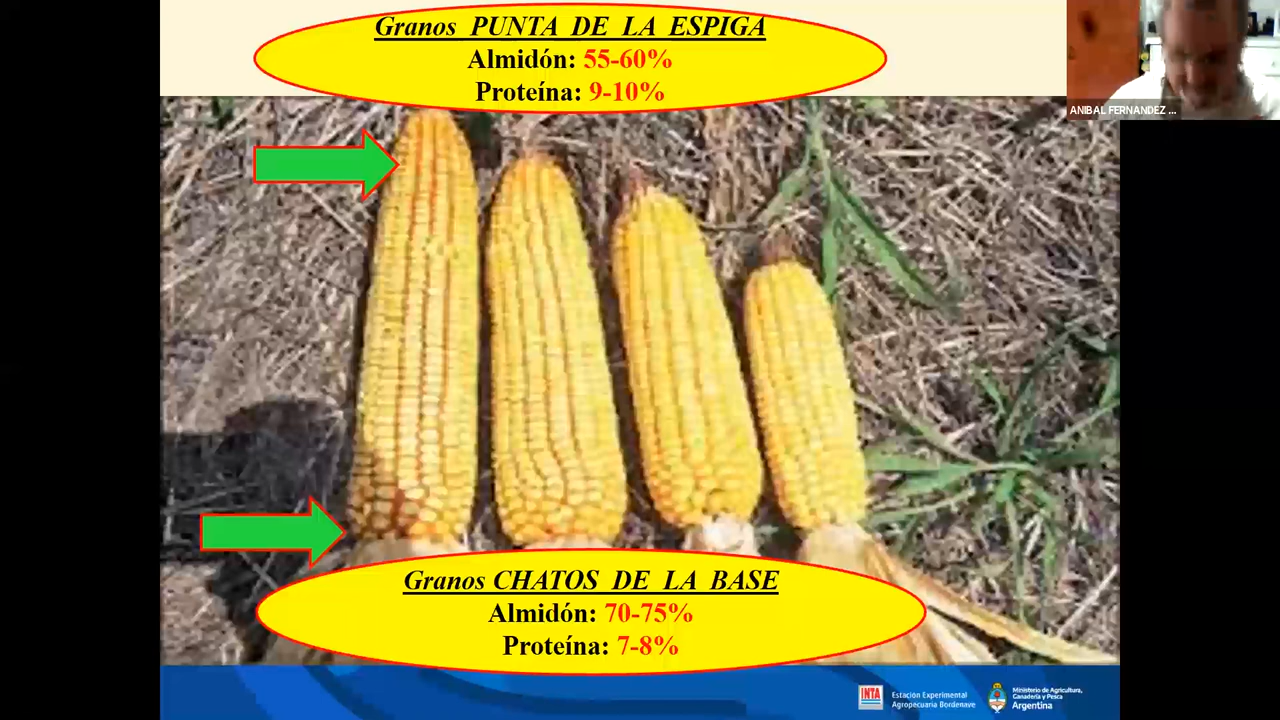 Granos PUNTA DE LA ESPIGA
Almidón: 55-60%
Proteína: 9-10%
ANIBAL FERNANDEZ ...
Granos CHATOS DE LA BASE
Almidón: 70-75%
Proteína: 7-8%
INTA
Estación Experimental
Agropecuaria Bordenave
Ministerio de Agricultura,
Ganadería y Pesca
Argentina